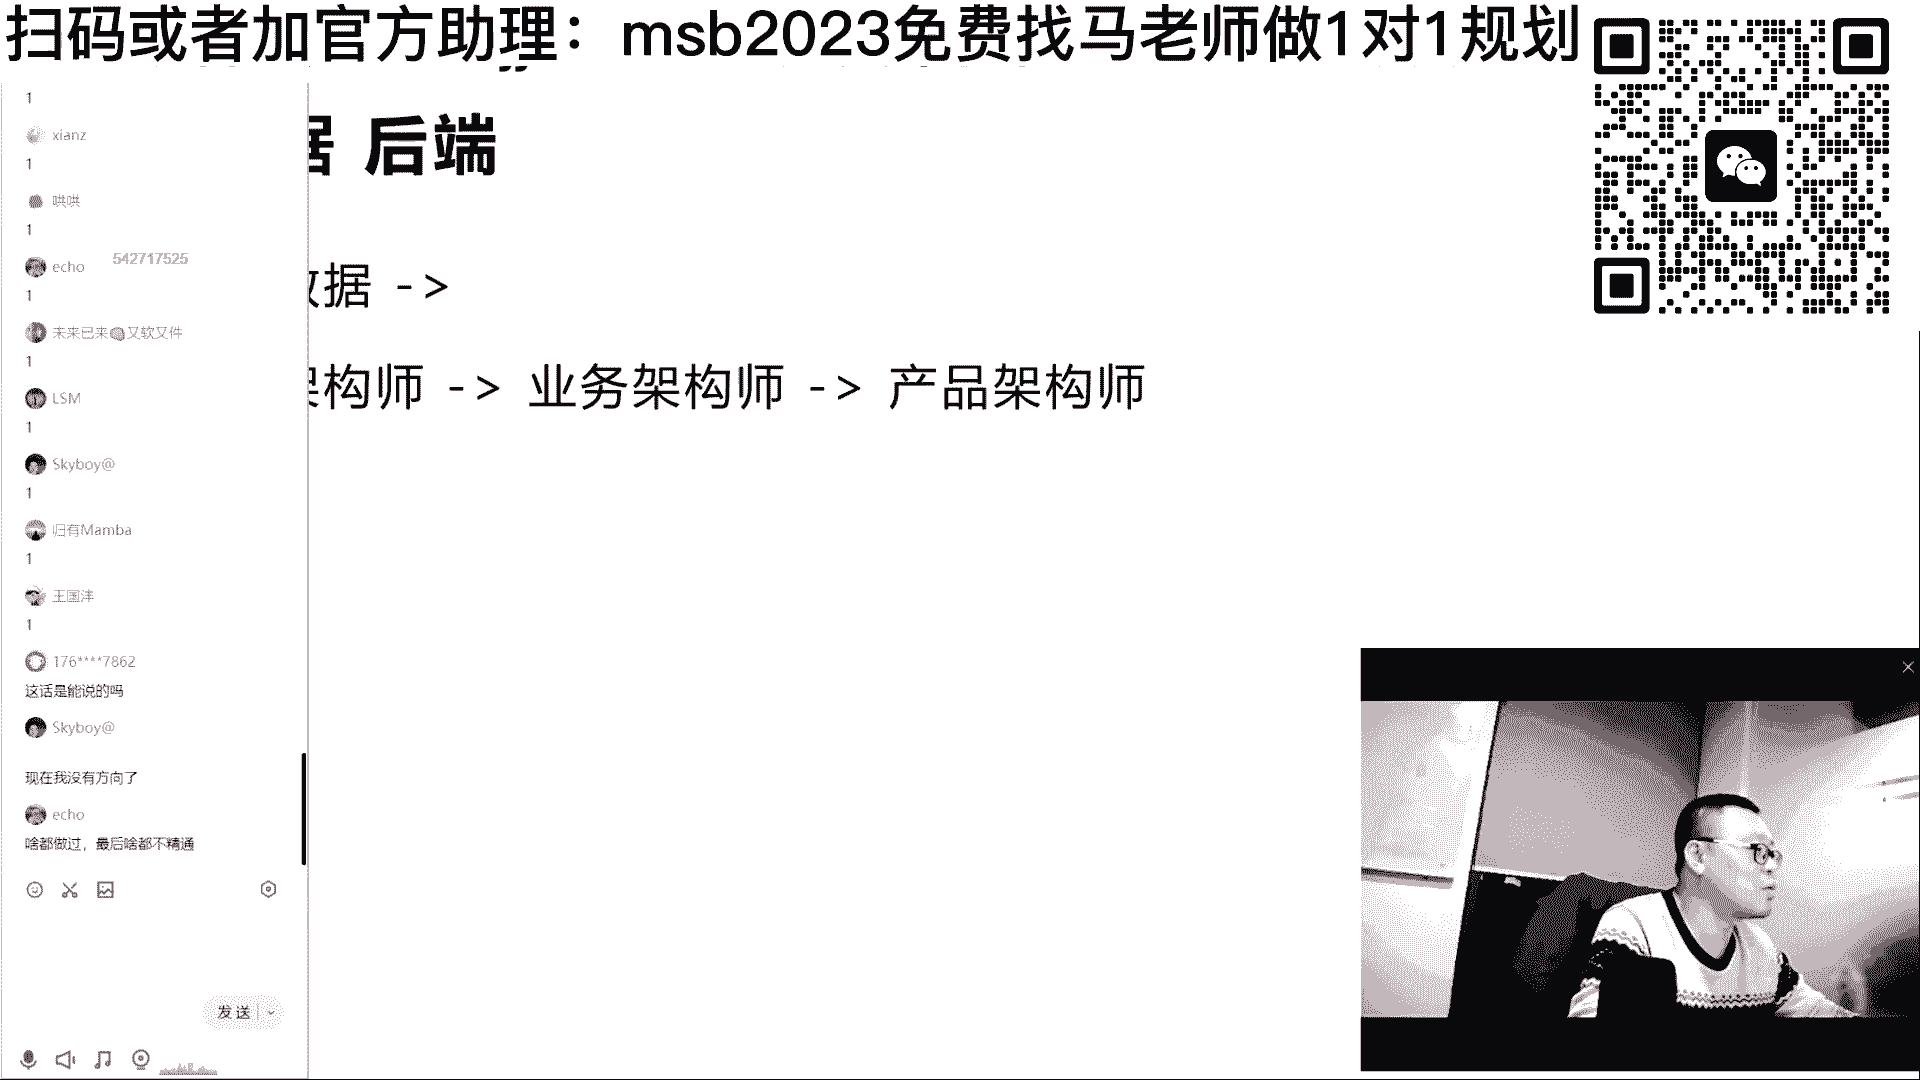 扫码或者加官方助理：msb2023免费找马老师做1对1规划
1
xianz
1
哄哄
1
echo
542717525
1
未来已来 又软又件
1
LSM
1
Skyboy@
1
归有Mamba
1
王国沣
1
176****7862
这话是能说的吗
Skyboy@
现在我没有方向了
echo
啥都做过，最后啥都不精通
发送
据 后端
数据 ->
架构师 -> 业务架构师 -> 产品架构师